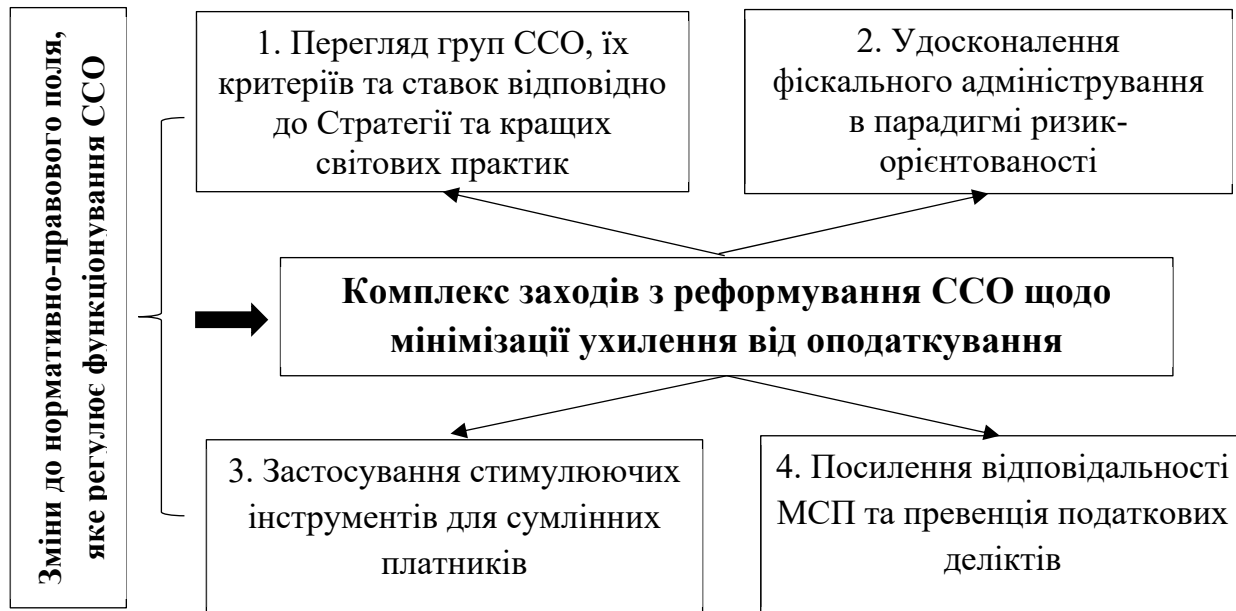 Зміни до нормативно-правового поля,
яке регулює функціонування ССО
1. Перегляд груп ССО, їх
критеріїв та ставок відповідно
до Стратегії та кращих
світових практик
2. Удосконалення
фіскального адміністрування
в парадигмі ризик-
орієнтованості
Комплекс заходів з реформування ССО щодо
мінімізації ухилення від оподаткування
3. Застосування стимулюючих
інструментів для сумлінних
платників
4. Посилення відповідальності
МСП та превенція податкових
деліктів